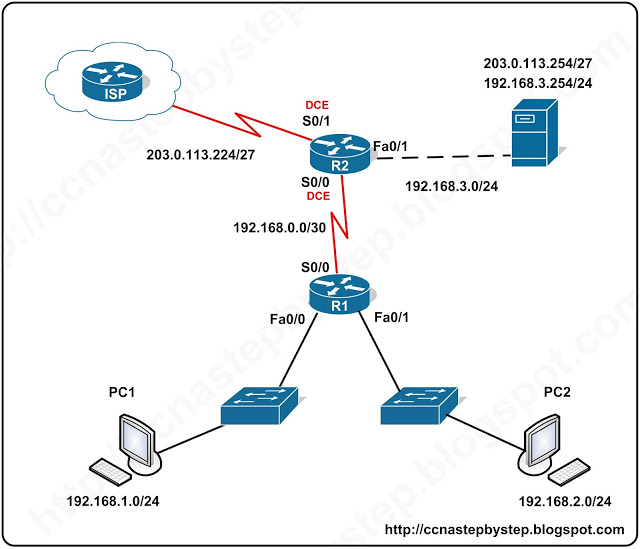 203.0.113.254/27
192.168.3.254/24
ISP
DCE
S0/1
Fa0/1
R2
203.0.113.224/27
S0/0
DCE
192.168.3.0/24
192.168.0.0/30
S0/0
R1
Fa0/0
Fa0/1
PC1
PC2
192.168.1.0/24
192.168.2.0/24
http://ccnastepbystep.blogspot.com